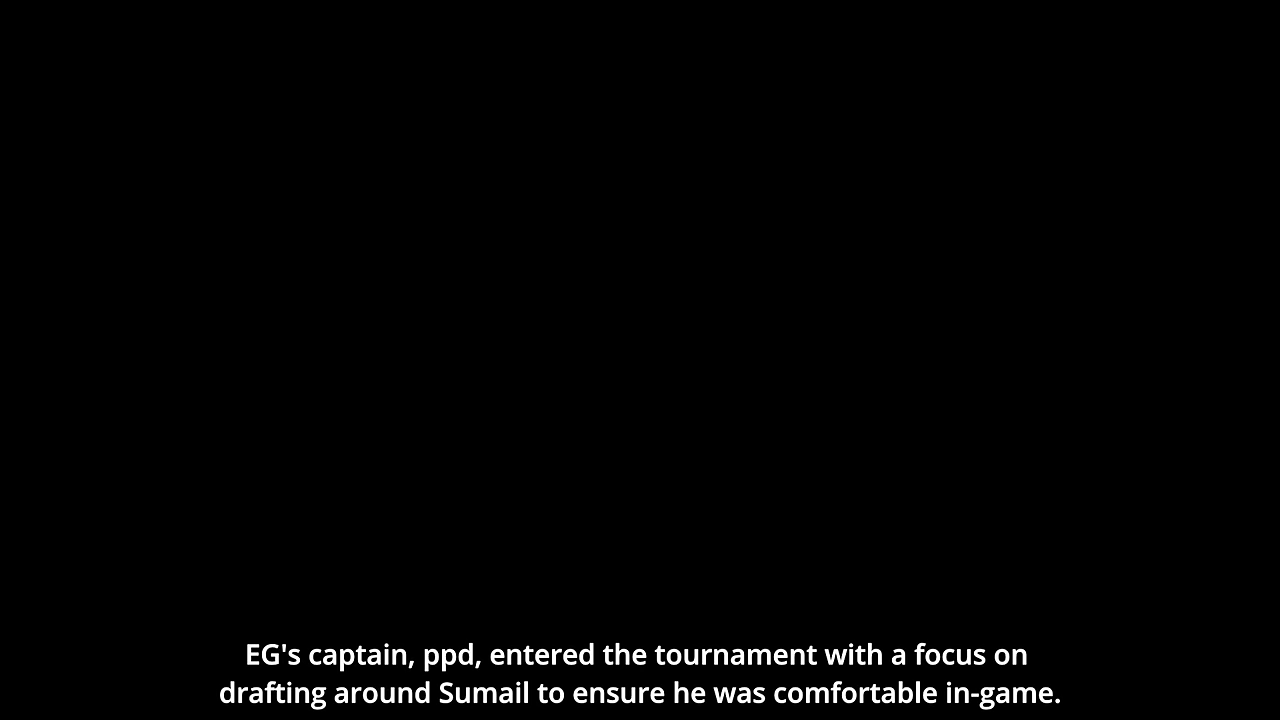 EG's captain, ppd, entered the tournament with a focus on
drafting around Sumail to ensure he was comfortable in-game.